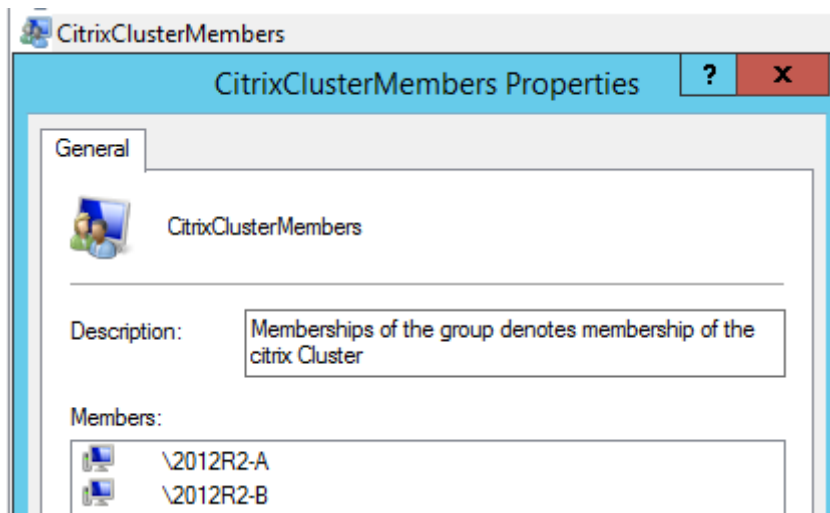 CitrixClusterMembers
CitrixClusterMembers Properties
? x
General
CitrixClusterMembers
Description:
Memberships of the group denotes membership of the
citrix Cluster
Members:
\2012R2-A
\2012R2-B